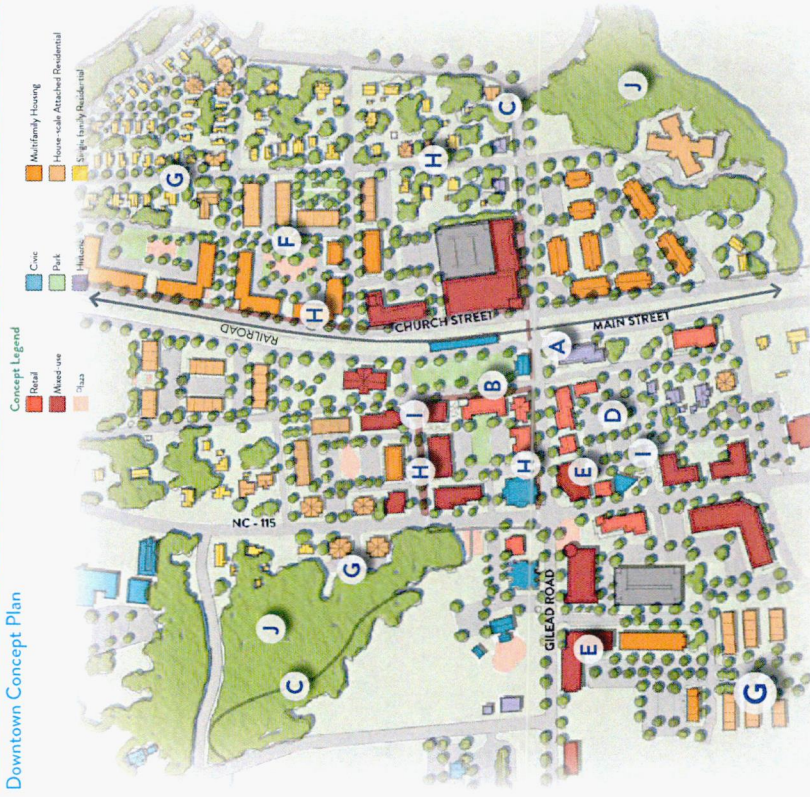 Downtown Concept Plan
Concept Legend
Retail
Mixed-use
Plaza
Civic
Park
Historic
Multifamily Housing
House-scale Attached Residential
Single family Residential
G
F
H
H
C
J
RAILROAD
CHURCH STREET
MAIN STREET
A
B
I
H
H
D
E
I
NC - 115
G
J
C
GILEAD ROAD
E
G